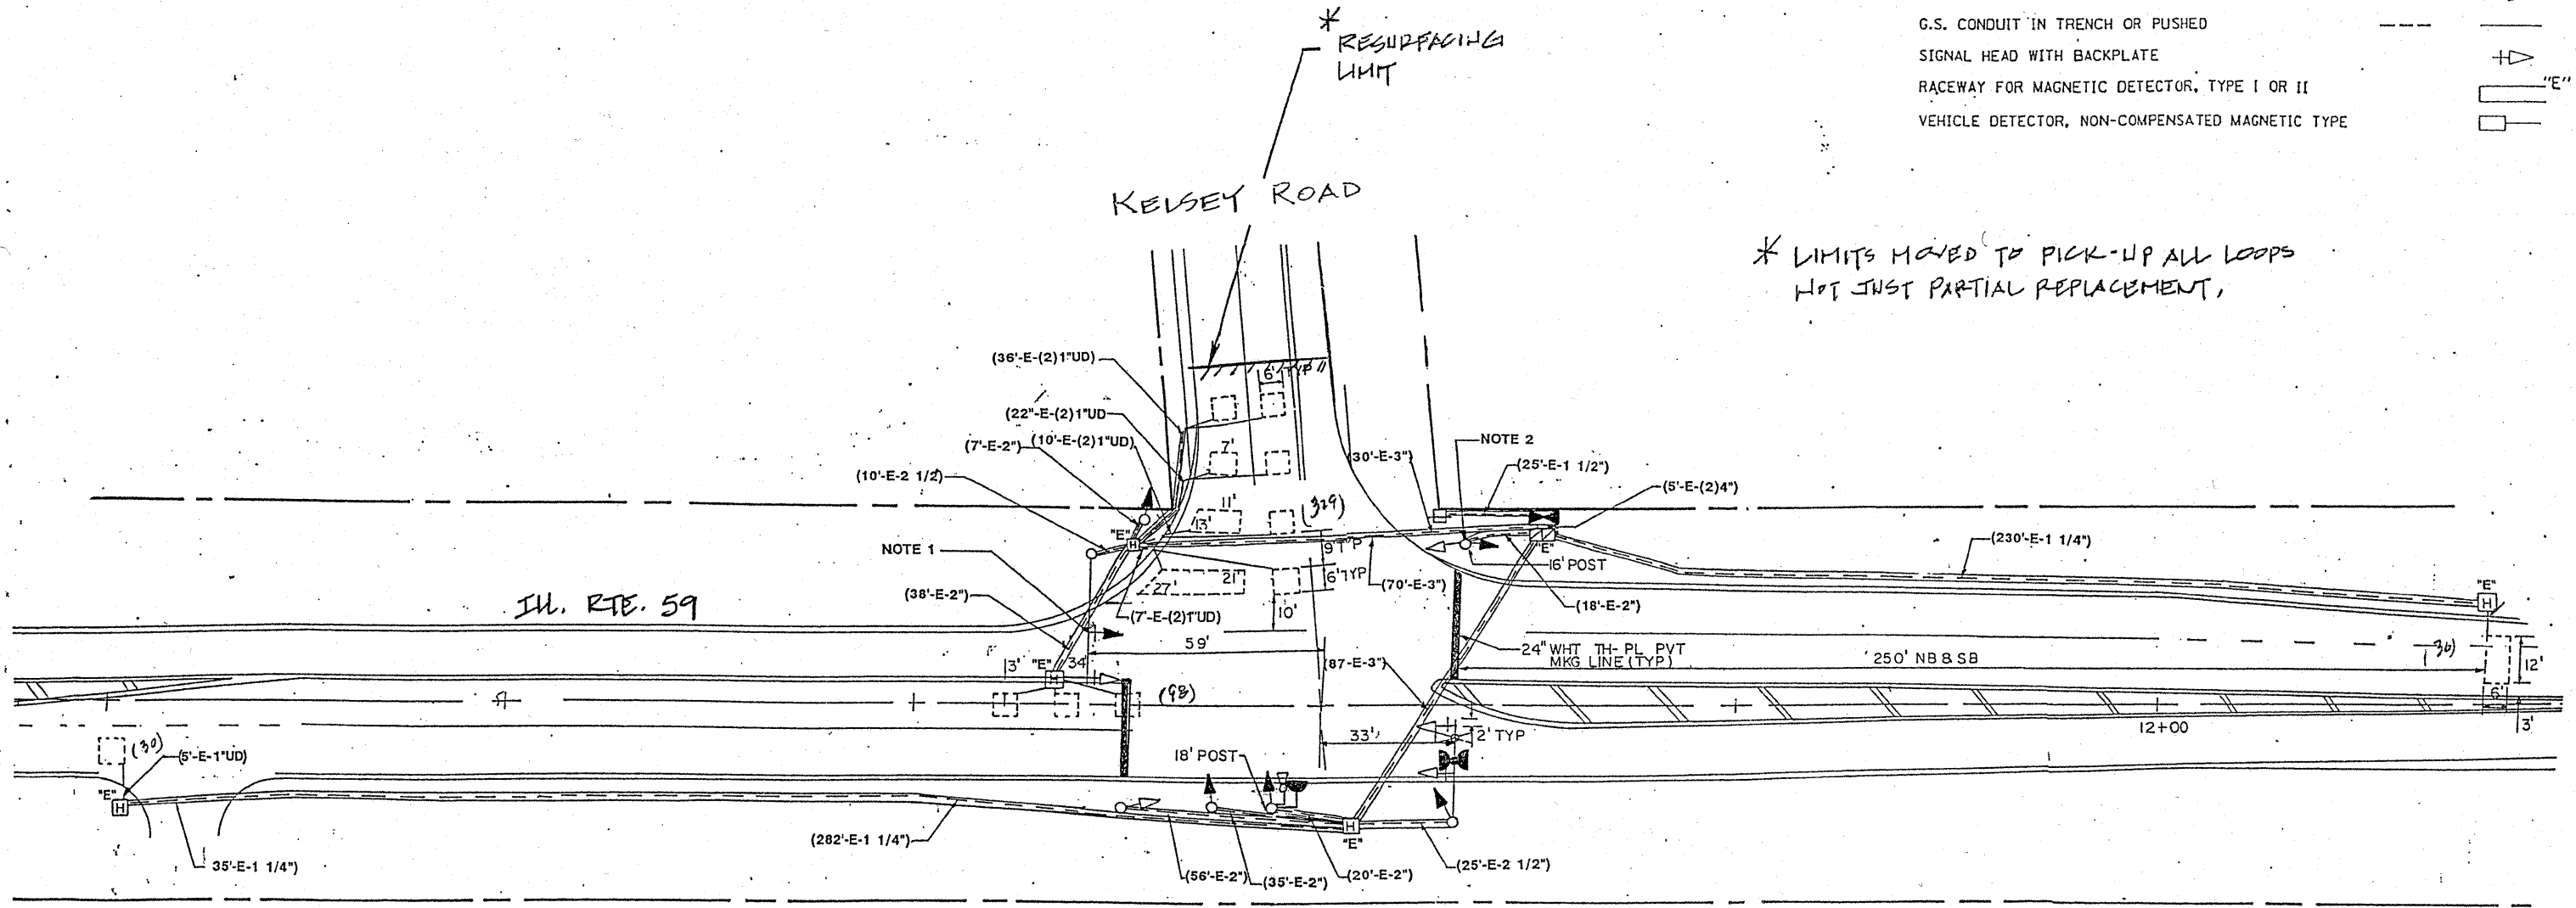 G.S. CONDUIT IN TRENCH OR PUSHED
SIGNAL HEAD WITH BACKPLATE
RACEWAY FOR MAGNETIC DETECTOR, TYPE I OR II "E"
VEHICLE DETECTOR, NON-COMPENSATED MAGNETIC TYPE
*
RESURFACING
LIMIT
KELSEY ROAD
* LIMITS MOVED TO PICK-UP ALL LOOPS
NOT JUST PARTIAL REPLACEMENT,
(36'-E-(2)1"UD)
6' TYP
(22"-E-(2)1"UD
(7'-E-2")
(10'-E-(2)1"UD)
7'
(30'-E-3")
NOTE 2
(25'-E-1 1/2")
(10'-E-2 1/2)
(5'-E-(2)4")
11'
13'
(329)
"E"
NOTE 1
9 TYP
"E"
16' POST
(230'-E-1 1/4")
27'
21'
6' TYP
(70'-E-3")
"E"
(38'-E-2")
ILL. RTE. 59
(7'-E-(2)1"UD)
10'
(18'-E-2")
59'
24" WHT TH-PL PVT
MKG LINE (TYP)
250' NB & SB
(36)
12'
13'
"E"
34'
(87-E-3")
(98)
6'
33'
2' TYP
12+00
3'
(30)
(5'-E-1"UD)
18' POST
"E"
(282'-E-1 1/4")
"E"
35'-E-1 1/4")
(56'-E-2")
(35'-E-2")
(20'-E-2")
(25'-E-2 1/2")